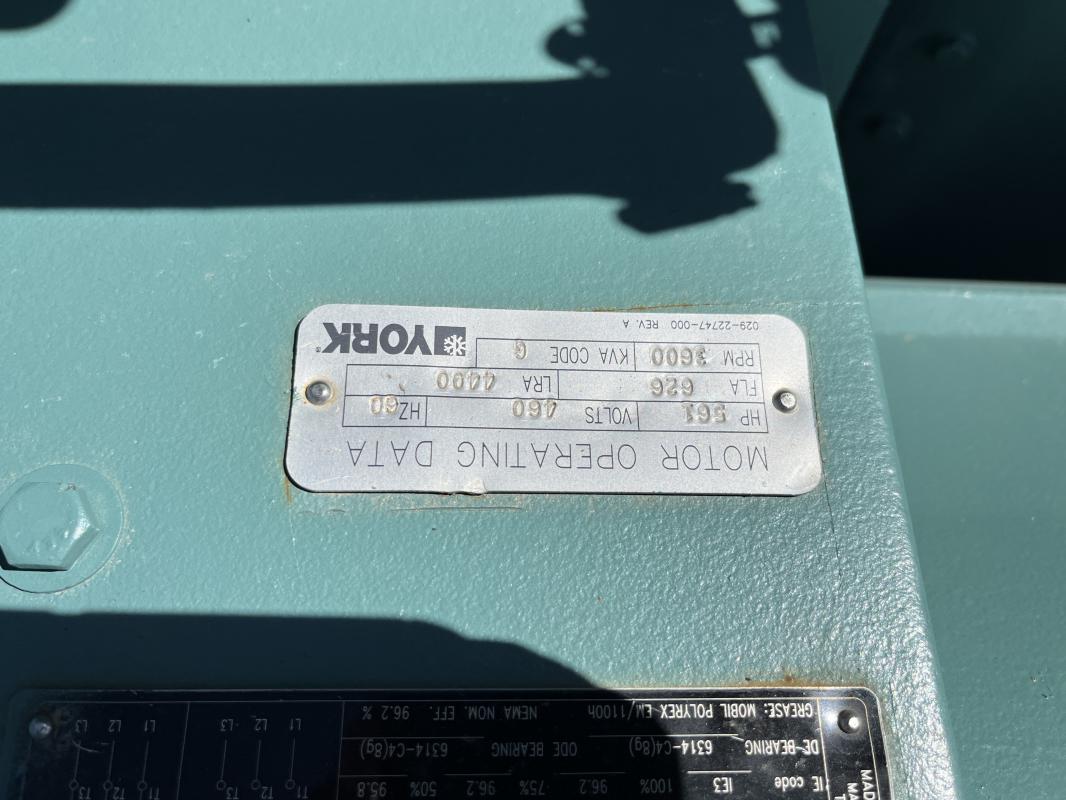 MOTOR OPERATING DATA
HP 561 VOLTS 460 HZ 60
FLA 626 LRA 4400
RPM 3600 KVA CODE G
029-22747-000 REV. A
YORK®
MAD
MA
IE code IE3 100% 96.2 75% 96.2 50% 95.8
DE-BEARING 6314-C4(8g) ODE BEARING 6314-C4(8g)
GREASE: MOBIL POLYREX EM/1100h NEMA NOM. EFF. 96.2 %
T1 T2 T3 T1 T2 T3
L1 L2 L3 L1 L2 L3